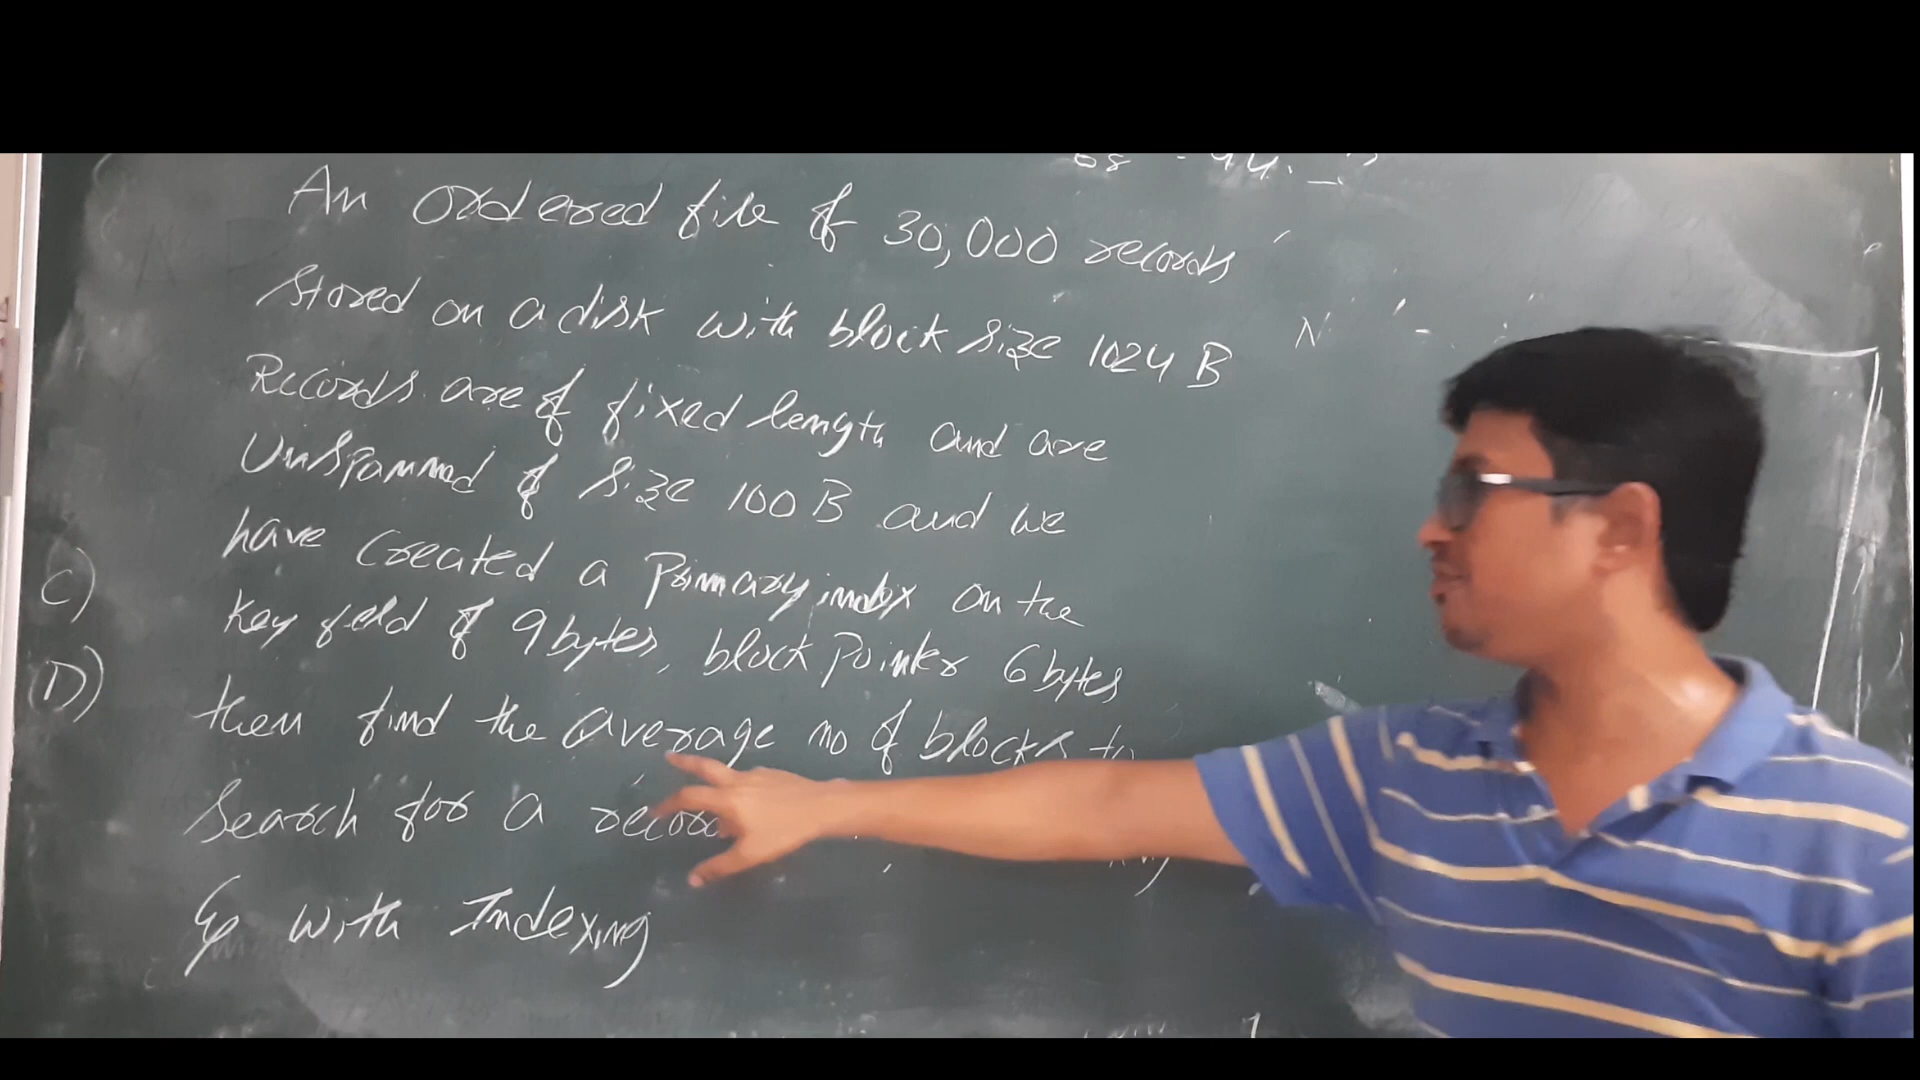 An ordered file of 30,000 records
Stored on a disk with block size 1024 B
Records are of fixed length and are
Unspanned of size 100 B and we
have created a Primary index on the
C)
key field of 9 bytes, block pointer 6 bytes
D)
then find the average no of blocks to
search for a
& with Indexing